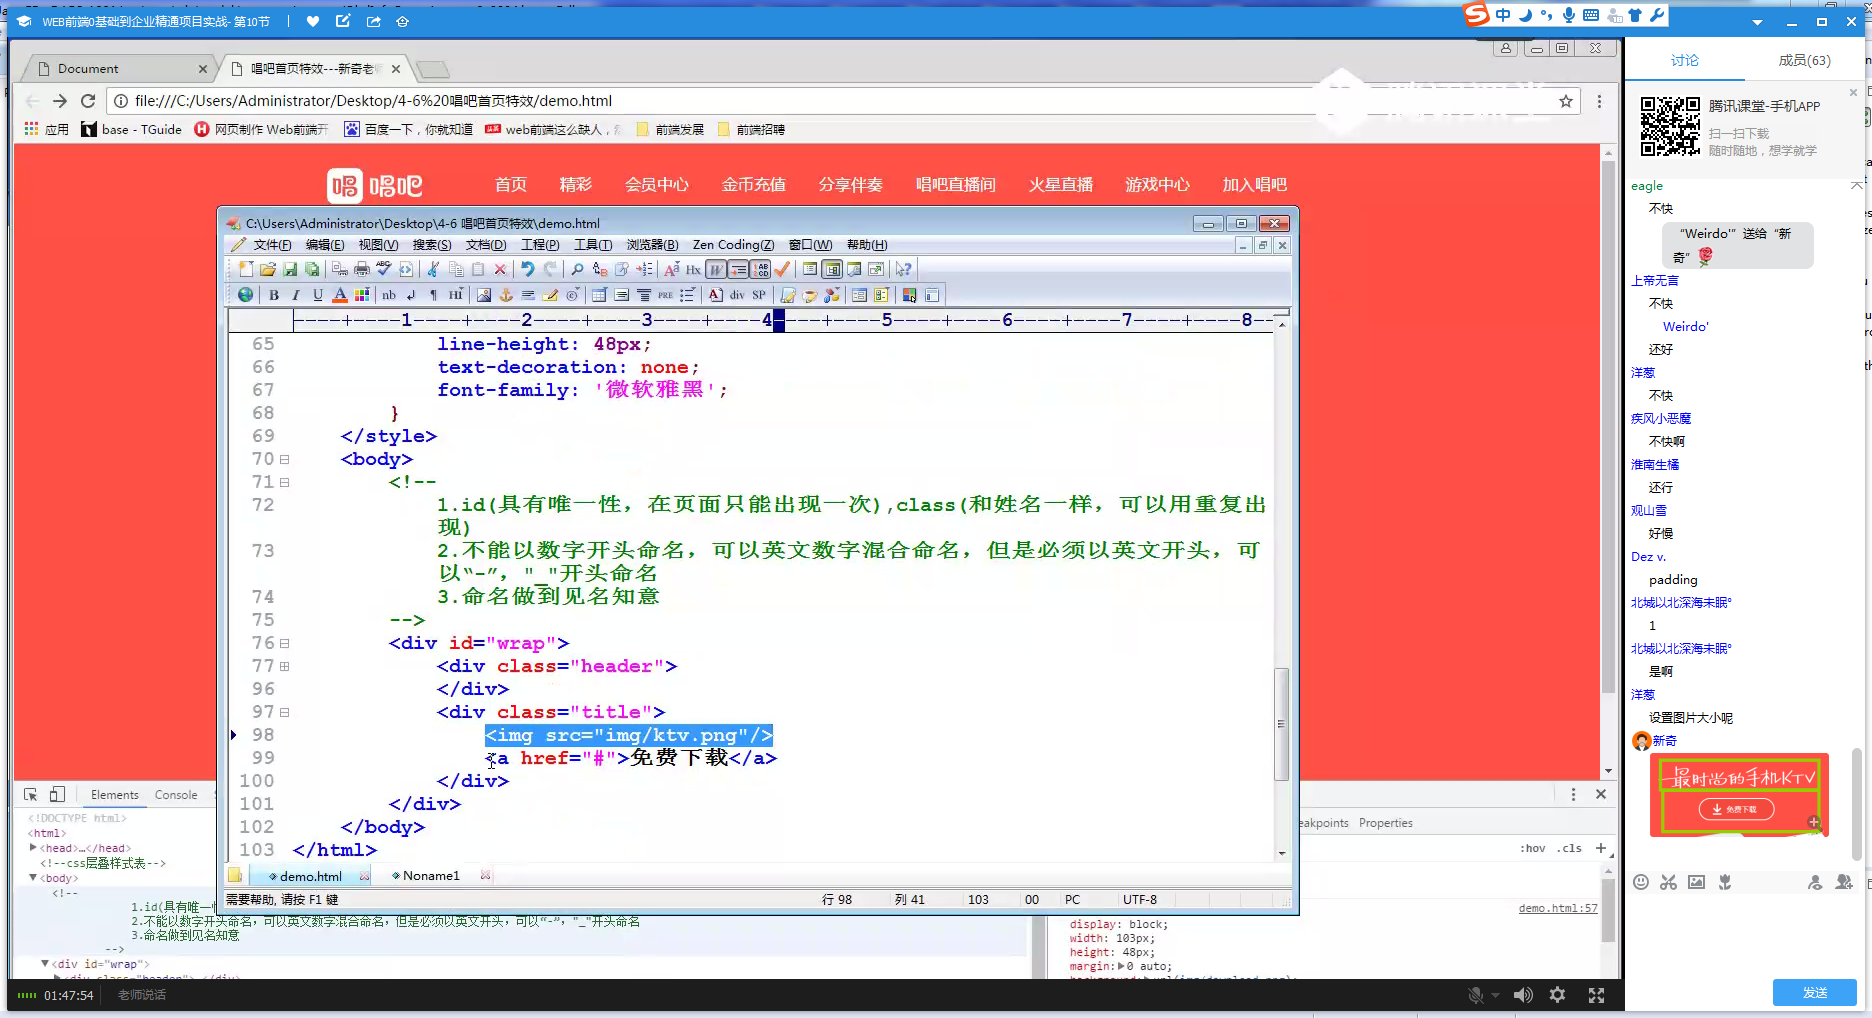 WEB前端0基础到企业精通项目实战- 第10节
中
Document
唱吧首页特效---新奇老师
file:///C:/Users/Administrator/Desktop/4-6%20唱吧首页特效/demo.html
应用 base - TGuide 网页制作 Web前端开 百度一下，你就知道 web前端这么缺人， 前端发展 前端招聘
唱吧 首页 精彩 会员中心 金币充值 分享伴奏 唱吧直播间 火星直播 游戏中心 加入唱吧
C:\Users\Administrator\Desktop\4-6 唱吧首页特效\demo.html
文件(F) 编辑(E) 视图(V) 搜索(S) 文档(D) 工程(P) 工具(T) 浏览器(B) Zen Coding(Z) 窗口(W) 帮助(H)
----+----1----+----2----+----3----+----4----+----5----+----6----+----7----+----8--
65 line-height: 48px;
66 text-decoration: none;
67 font-family: '微软雅黑';
68 }
69 </style>
70 <body>
71 <!--
72 1.id(具有唯一性，在页面只能出现一次),class(和姓名一样，可以用重复出
现)
73 2.不能以数字开头命名，可以英文数字混合命名，但是必须以英文开头，可
以“-”，"_"开头命名
74 3.命名做到见名知意
75 -->
76 <div id="wrap">
77 <div class="header">
96 </div>
97 <div class="title">
98 <img src="img/ktv.png"/>
99 <a href="#">免费下载</a>
100 </div>
101 </div>
102 </body>
103 </html>
demo.html Noname1
需要帮助, 请按 F1 键 行 98 列 41 103 00 PC UTF-8
Elements Console
<!DOCTYPE html>
<html>
<head>…</head>
<!--css层叠样式表-->
<body>
<!--
1.id(具有唯一性
2.不能以数字开头命名，可以英文数字混合命名，但是必须以英文开头，可以“-”，"_"开头命名
3.命名做到见名知意
-->
<div id="wrap">
<div class="header">…</div>
eakpoints Properties
:hov .cls +
demo.html:57
display: block;
width: 103px;
height: 48px;
margin: 0 auto;
01:47:54 老师说话
讨论 成员(63)
腾讯课堂-手机APP
扫一扫下载
随时随地，想学就学
eagle
不快
“Weirdo'”送给“新
奇”
上帝无言
不快
Weirdo'
还好
洋葱
不快
疾风小恶魔
不快啊
淮南生橘
还行
观山雪
好慢
Dez v.
padding
北城以北深海未眠°
1
北城以北深海未眠°
是啊
洋葱
设置图片大小呢
新奇
最时尚的手机KTV
免费下载
发送